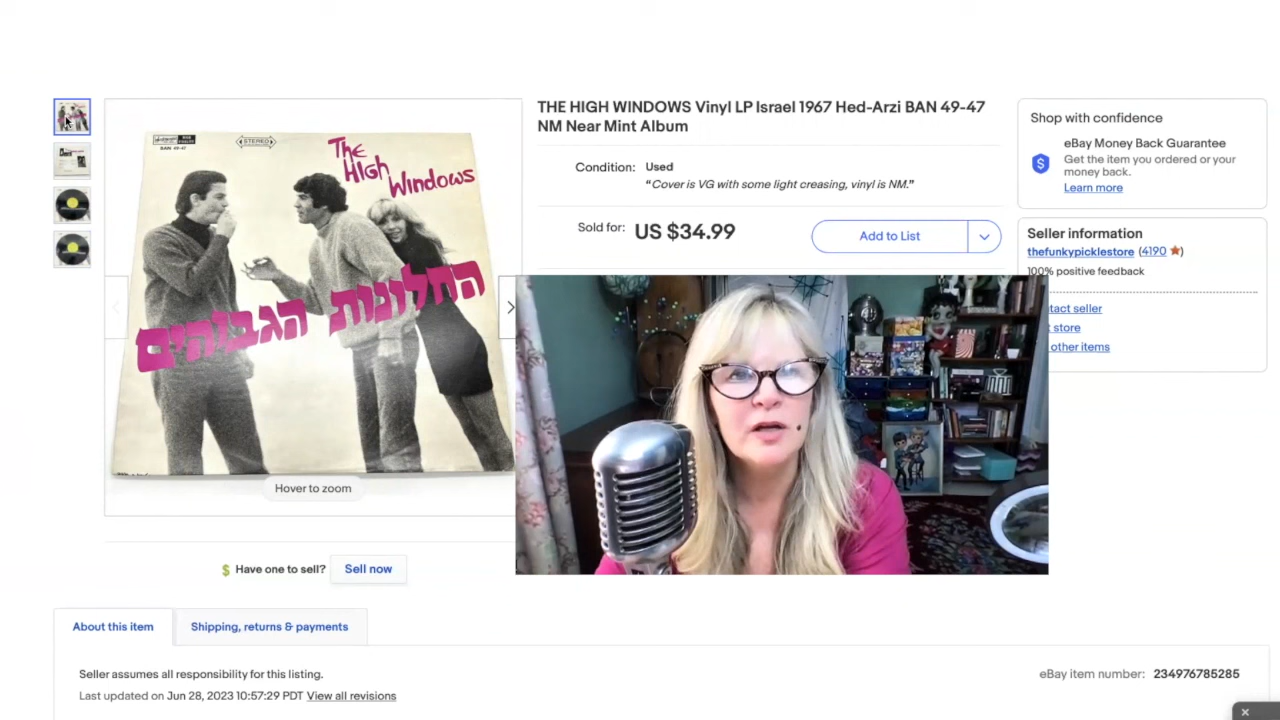 THE HIGH WINDOWS Vinyl LP Israel 1967 Hed-Arzi BAN 49-47
NM Near Mint Album
Condition: Used
“Cover is VG with some light creasing, vinyl is NM.”
Sold for: US $34.99
Add to List
Shop with confidence
eBay Money Back Guarantee
Get the item you ordered or your
money back.
Learn more
Seller information
thefunkypicklestore (4190)
100% positive feedback
tact seller
t store
other items
STEREO
BAN 49-47
The
High
Windows
החלונות הגבוהים
Hover to zoom
$ Have one to sell? Sell now
About this item
Shipping, returns & payments
Seller assumes all responsibility for this listing.
Last updated on Jun 28, 2023 10:57:29 PDT View all revisions
eBay item number: 234976785285